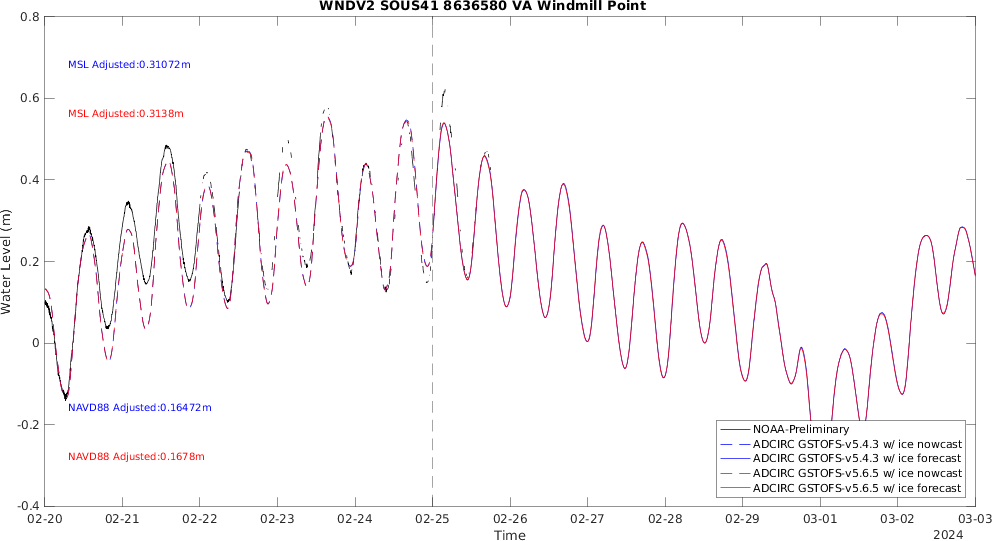 WNDV2 SOUS41 8636580 VA Windmill Point
0.8
0.6
0.4
0.2
0
-0.2
-0.4
Water Level (m)
MSL Adjusted:0.31072m
MSL Adjusted:0.3138m
NAVD88 Adjusted:0.16472m
NAVD88 Adjusted:0.1678m
NOAA-Preliminary
ADCIRC GSTOFS-v5.4.3 w/ ice nowcast
ADCIRC GSTOFS-v5.4.3 w/ ice forecast
ADCIRC GSTOFS-v5.6.5 w/ ice nowcast
ADCIRC GSTOFS-v5.6.5 w/ ice forecast
02-20 02-21 02-22 02-23 02-24 02-25 02-26 02-27 02-28 02-29 03-01 03-02 03-03
Time
2024